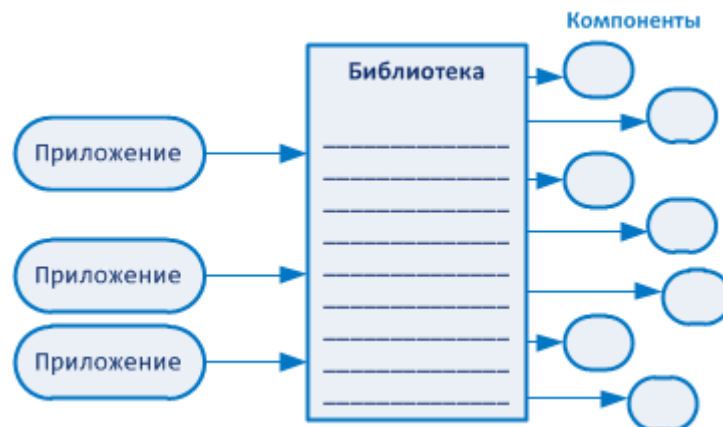 Компоненты
Библиотека
Приложение
Приложение
Приложение